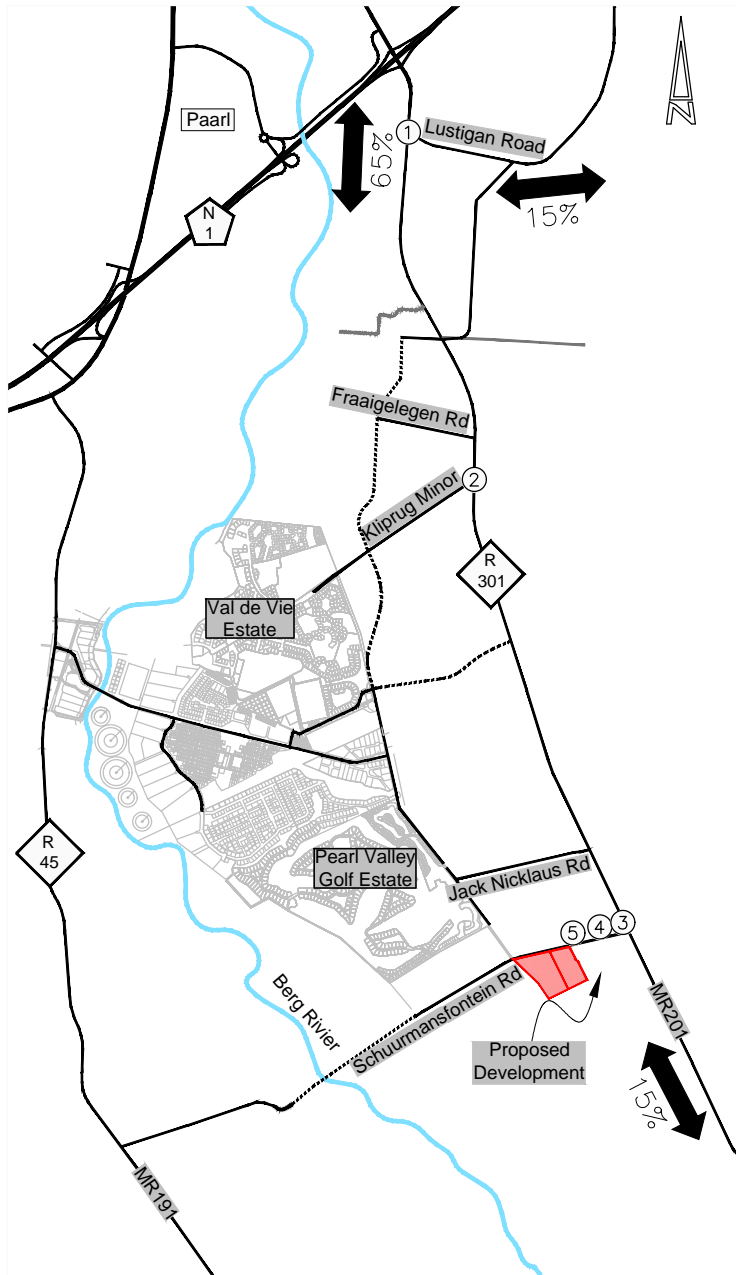 Paarl
1
Lustigan Road
65%
15%
N
1
Fraaigelegen Rd
Kliprug Minor
2
R
301
Val de Vie
Estate
R
45
Pearl Valley
Golf Estate
Jack Nicklaus Rd
5
4
3
Schuurmansfontein Rd
Berg Rivier
MR201
Proposed
Development
15%
MR191
N